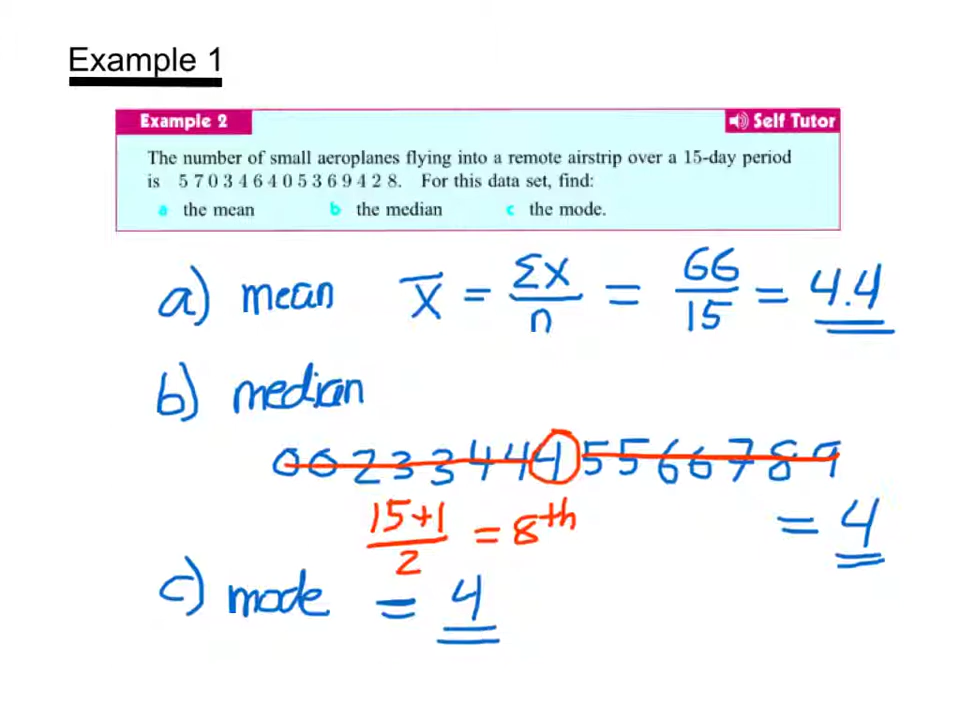 Example 1
Example 2 Self Tutor
The number of small aeroplanes flying into a remote airstrip over a 15-day period
is 5 7 0 3 4 6 4 0 5 3 6 9 4 2 8. For this data set, find:
a the mean b the median c the mode.
a) mean x̅ = Σx/n = 66/15 = 4.4
b) median
0 0 2 3 3 4 4 4 5 5 6 6 7 8 9
15+1/2 = 8th = 4
c) mode = 4